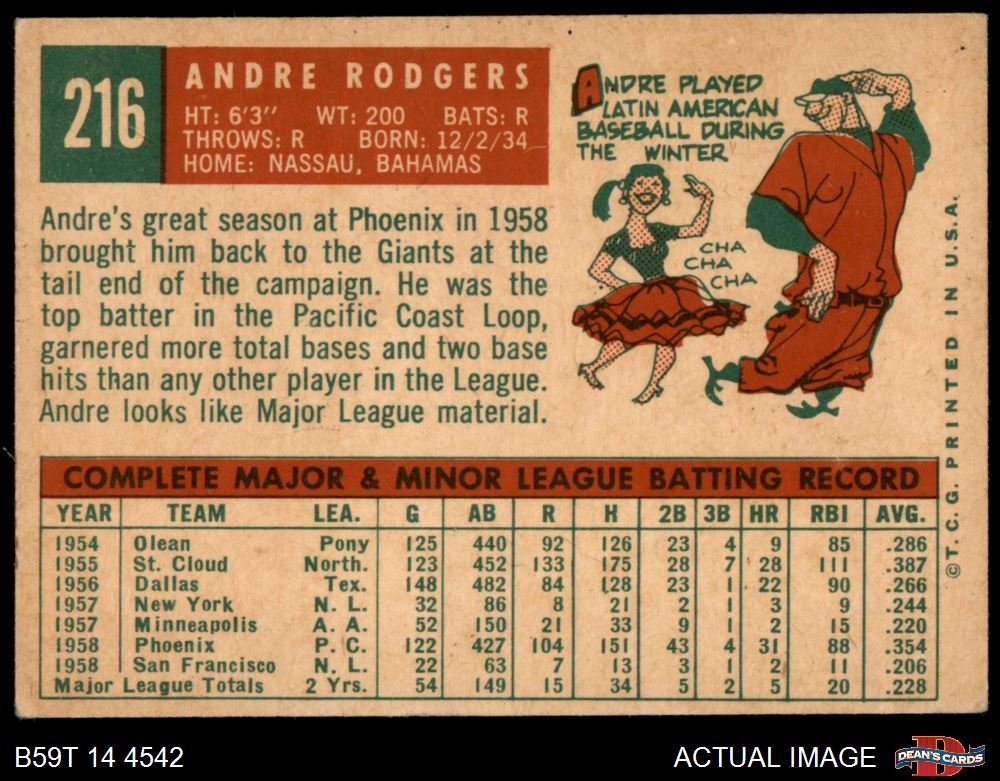 216
ANDRE RODGERS
HT: 6'3" WT: 200 BATS: R
THROWS: R BORN: 12/2/34
HOME: NASSAU, BAHAMAS
Andre's great season at Phoenix in 1958
brought him back to the Giants at the
tail end of the campaign. He was the
top batter in the Pacific Coast Loop,
garnered more total bases and two base
hits than any other player in the League.
Andre looks like Major League material.
ANDRE PLAYED
LATIN AMERICAN
BASEBALL DURING
THE WINTER
CHA
CHA
CHA
COMPLETE MAJOR & MINOR LEAGUE BATTING RECORD
YEAR TEAM LEA. G AB R H 2B 3B HR RBI AVG.
1954 Olean Pony 125 440 92 126 23 4 9 85 .286
1955 St. Cloud North. 123 452 133 175 28 7 28 111 .387
1956 Dallas Tex. 148 482 84 128 23 1 22 90 .266
1957 New York N. L. 32 86 8 21 2 1 3 9 .244
1957 Minneapolis A. A. 52 150 21 33 9 1 2 15 .220
1958 Phoenix P. C. 122 427 104 151 43 4 31 88 .354
1958 San Francisco N. L. 22 63 7 13 3 1 2 11 .206
Major League Totals 2 Yrs. 54 149 15 34 5 2 5 20 .228
©T. C. G. PRINTED IN U.S.A.
B59T 14 4542
ACTUAL IMAGE
D
DEAN'S CARDS